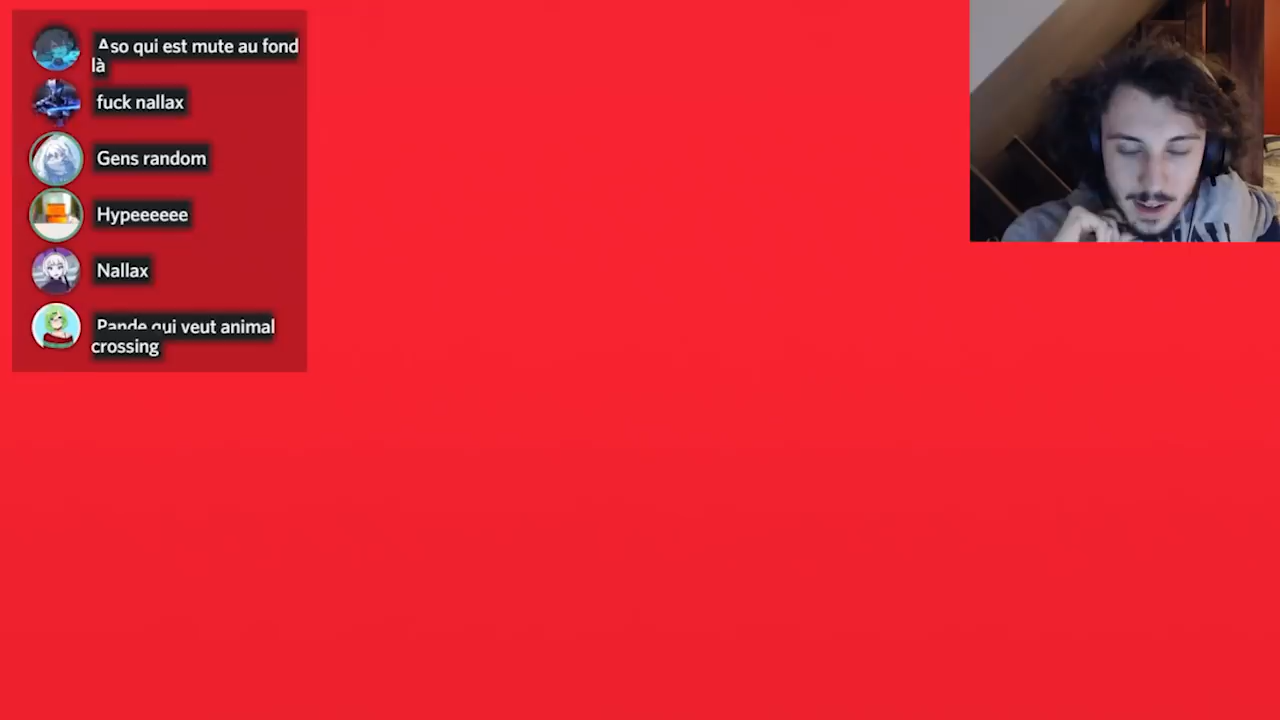 Aso qui est mute au fond
là
fuck nallax
Gens random
Hypeeeeee
Nallax
Pande qui veut animal
crossing